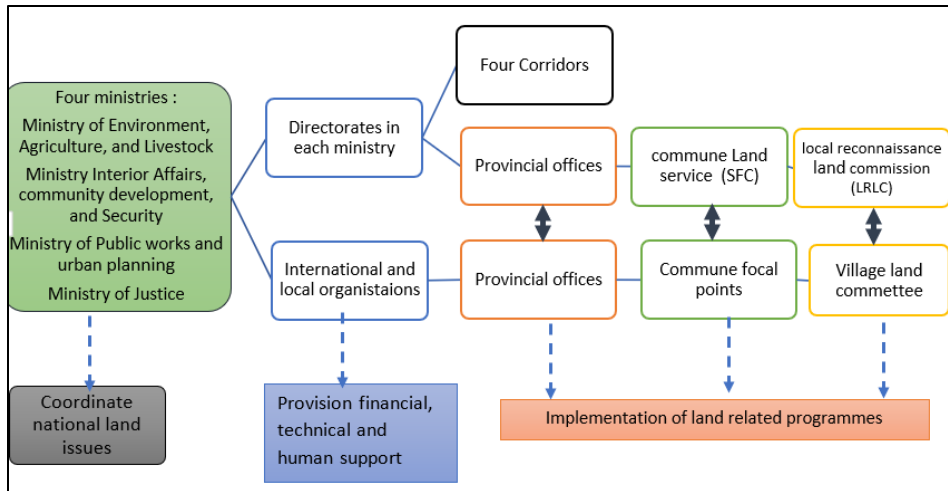 Four ministries :
Ministry of Environment,
Agriculture, and Livestock
Ministry Interior Affairs,
community development,
and Security
Ministry of Public works and
urban planning
Ministry of Justice
Directorates in
each ministry
Four Corridors
Provincial offices
commune Land
service (SFC)
local reconnaissance
land commission
(LRLC)
International and
local organistaions
Provincial offices
Commune focal
points
Village land
commettee
Coordinate
national land
issues
Provision financial,
technical and
human support
Implementation of land related programmes